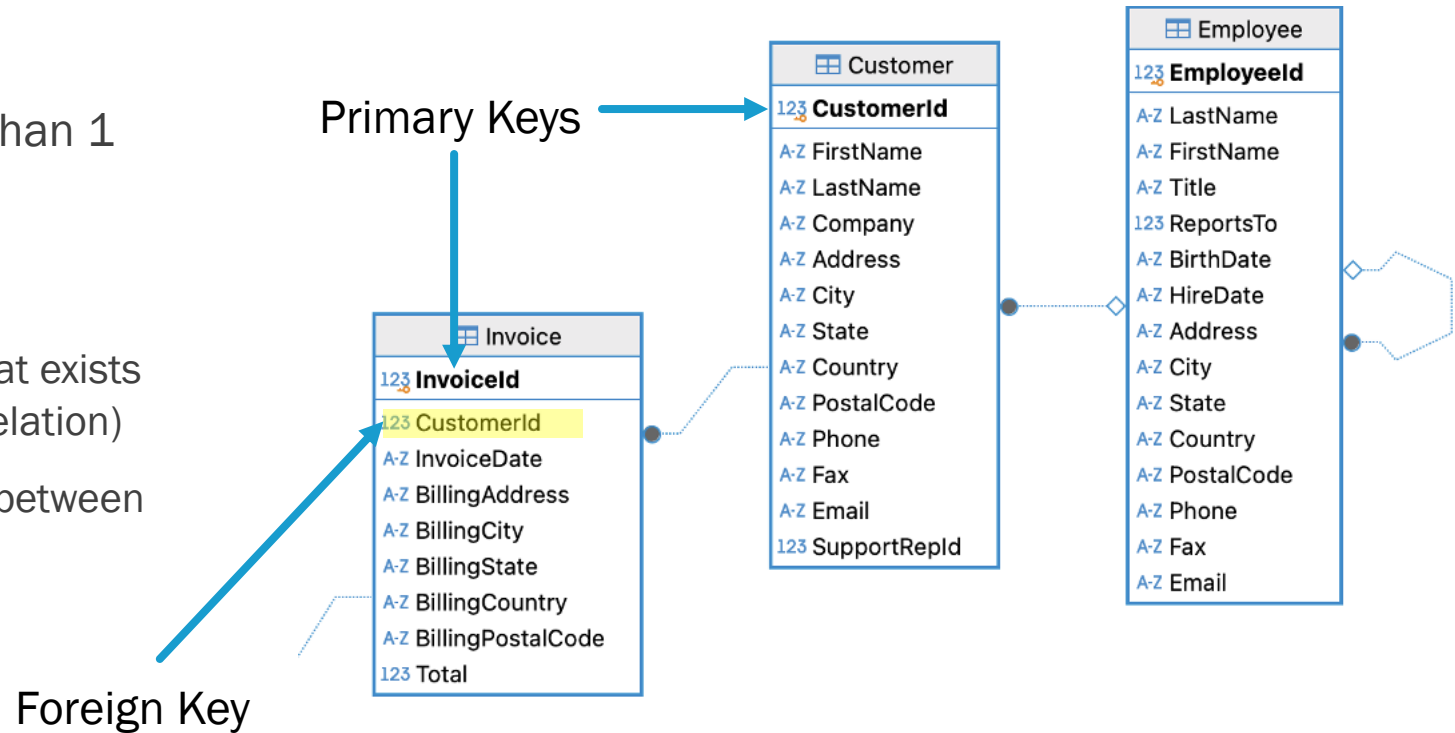 han 1
at exists
elation)
between
Primary Keys
Foreign Key
Invoice
123 InvoiceId
123 CustomerId
A-Z InvoiceDate
A-Z BillingAddress
A-Z BillingCity
A-Z BillingState
A-Z BillingCountry
A-Z BillingPostalCode
123 Total
Customer
123 CustomerId
A-Z FirstName
A-Z LastName
A-Z Company
A-Z Address
A-Z City
A-Z State
A-Z Country
A-Z PostalCode
A-Z Phone
A-Z Fax
A-Z Email
123 SupportRepId
Employee
123 EmployeeId
A-Z LastName
A-Z FirstName
A-Z Title
123 ReportsTo
A-Z BirthDate
A-Z HireDate
A-Z Address
A-Z City
A-Z State
A-Z Country
A-Z PostalCode
A-Z Phone
A-Z Fax
A-Z Email